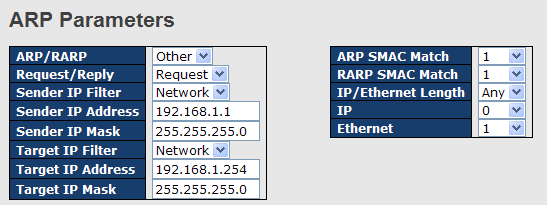 ARP Parameters
ARP/RARP Other
Request/Reply Request
Sender IP Filter Network
Sender IP Address 192.168.1.1
Sender IP Mask 255.255.255.0
Target IP Filter Network
Target IP Address 192.168.1.254
Target IP Mask 255.255.255.0
ARP SMAC Match 1
RARP SMAC Match 1
IP/Ethernet Length Any
IP 0
Ethernet 1